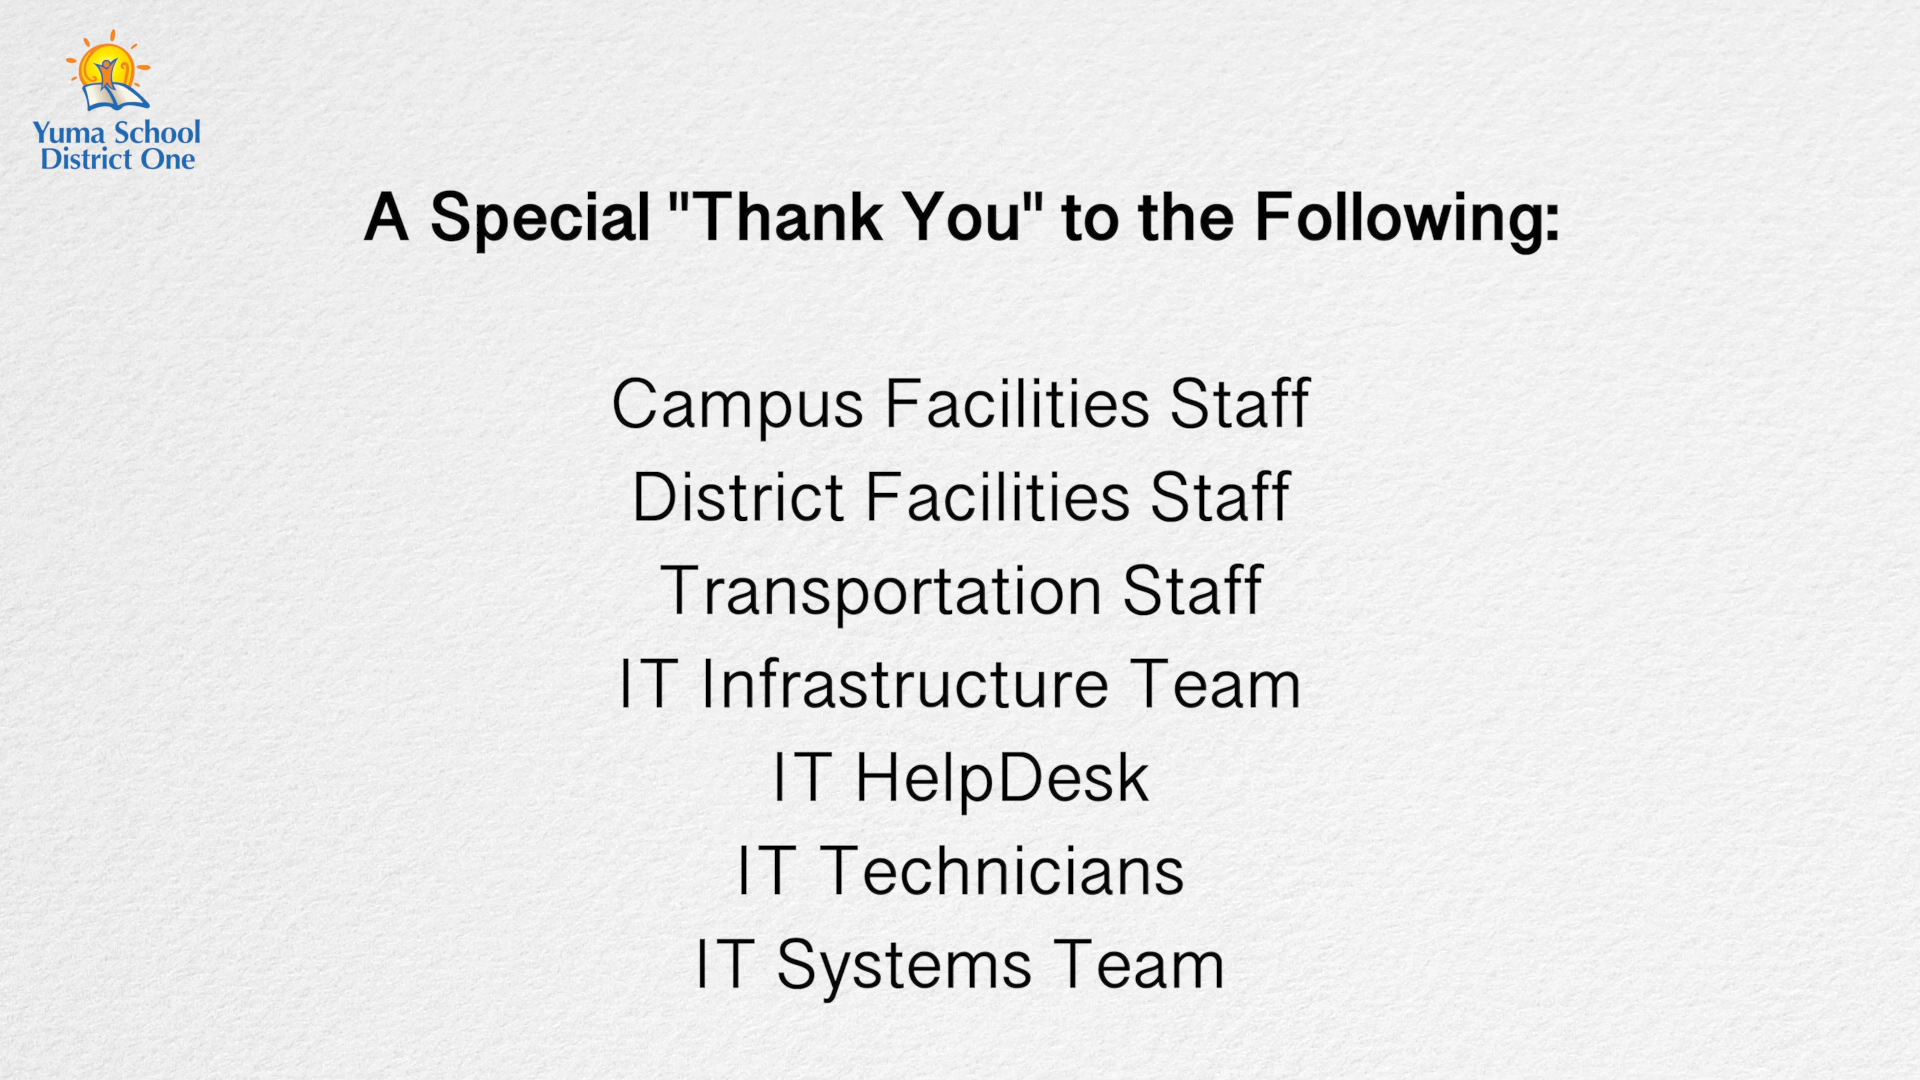 Yuma School
District One
A Special "Thank You" to the Following:
Campus Facilities Staff
District Facilities Staff
Transportation Staff
IT Infrastructure Team
IT HelpDesk
IT Technicians
IT Systems Team